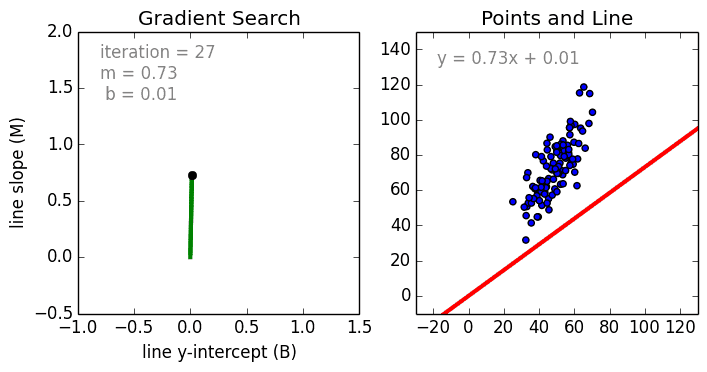 Gradient Search
2.0
1.5
1.0
0.5
0.0
−0.5
line slope (M)
iteration = 27
m = 0.73
b = 0.01
−1.0 −0.5 0.0 0.5 1.0 1.5
line y-intercept (B)
Points and Line
140
120
100
80
60
40
20
0
y = 0.73x + 0.01
−20 0 20 40 60 80 100 120